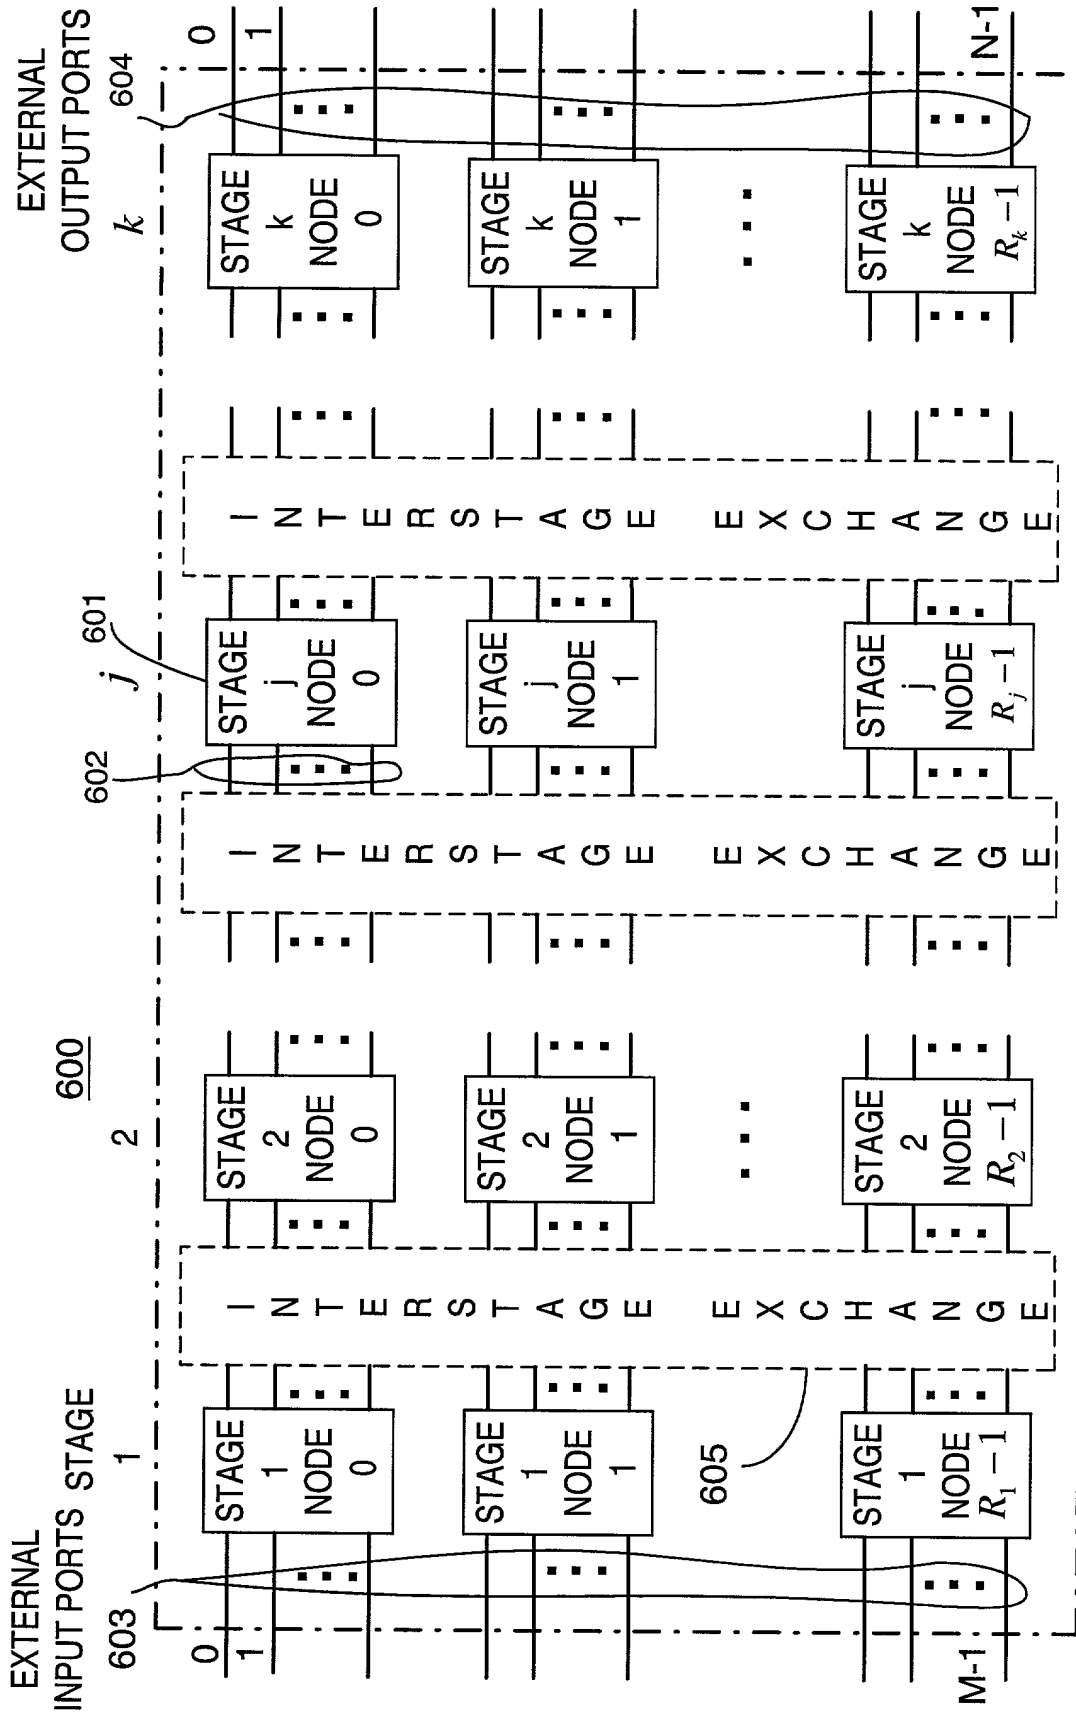 EXTERNAL
INPUT PORTS
STAGE
EXTERNAL
OUTPUT PORTS
600
1
2
j
k
603
602
601
604
0
1
M-1
0
1
N-1
STAGE
1
NODE
0
STAGE
1
NODE
1
STAGE
1
NODE
R₁−1
605
INTERSTAGE EXCHANGE
STAGE
2
NODE
0
STAGE
2
NODE
1
STAGE
2
NODE
R₂−1
INTERSTAGE EXCHANGE
STAGE
j
NODE
0
STAGE
j
NODE
1
STAGE
j
NODE
Rⱼ−1
INTERSTAGE EXCHANGE
STAGE
k
NODE
0
STAGE
k
NODE
1
STAGE
k
NODE
Rₖ−1